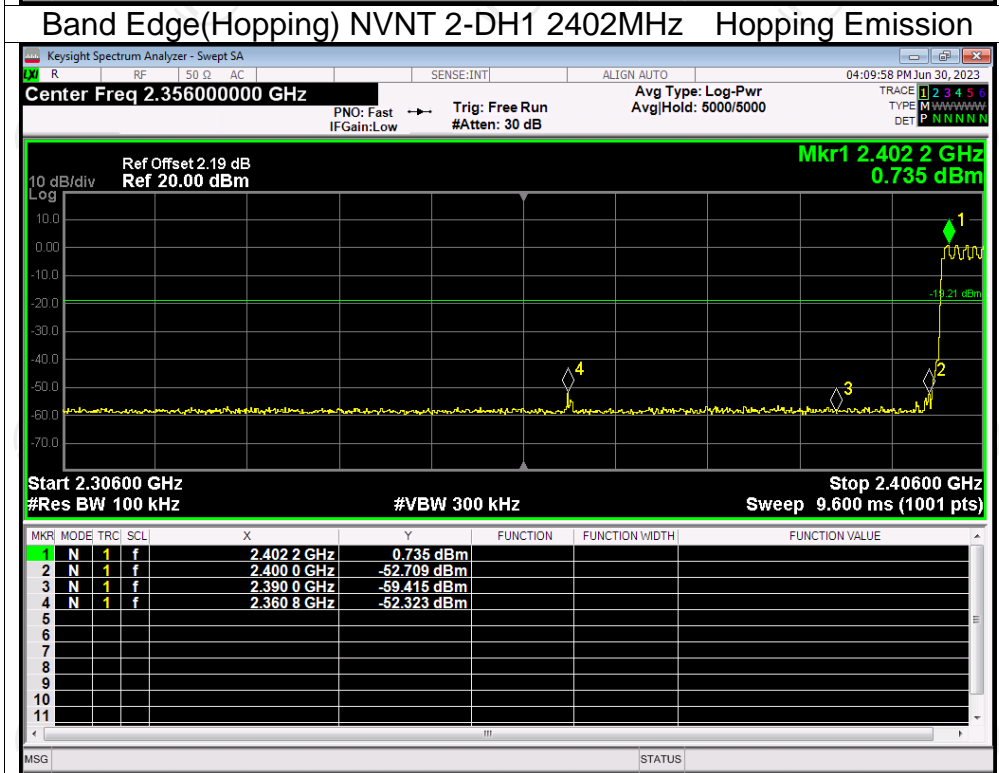 Band Edge(Hopping) NVNT 2-DH1 2402MHz Hopping Emission
Keysight Spectrum Analyzer - Swept SA
LXI R RF 50 Ω AC SENSE:INT ALIGN AUTO 04:09:58 PM Jun 30, 2023
Center Freq 2.356000000 GHz
PNO: Fast
IFGain:Low
Trig: Free Run
#Atten: 30 dB
Avg Type: Log-Pwr
Avg|Hold: 5000/5000
TRACE 1 2 3 4 5 6
TYPE M WWWWW
DET P N N N N N
Mkr1 2.402 2 GHz
0.735 dBm
Ref Offset 2.19 dB
10 dB/div Ref 20.00 dBm
Log
10.0
0.00
-10.0
-20.0
-30.0
-40.0
-50.0
-60.0
-70.0
1
-19.21 dBm
4
2
3
Start 2.30600 GHz Stop 2.40600 GHz
#Res BW 100 kHz #VBW 300 kHz Sweep 9.600 ms (1001 pts)
MKR MODE TRC SCL X Y FUNCTION FUNCTION WIDTH FUNCTION VALUE
1 N 1 f 2.402 2 GHz 0.735 dBm
2 N 1 f 2.400 0 GHz -52.709 dBm
3 N 1 f 2.390 0 GHz -59.415 dBm
4 N 1 f 2.360 8 GHz -52.323 dBm
5
6
7
8
9
10
11
MSG STATUS